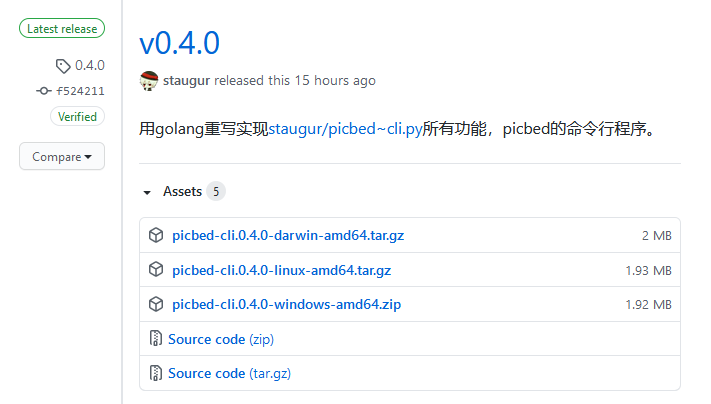 Latest release
0.4.0
f524211
Verified
Compare
v0.4.0
staugur released this 15 hours ago
用golang重写实现staugur/picbed~cli.py所有功能，picbed的命令行程序。
Assets 5
picbed-cli.0.4.0-darwin-amd64.tar.gz 2 MB
picbed-cli.0.4.0-linux-amd64.tar.gz 1.93 MB
picbed-cli.0.4.0-windows-amd64.zip 1.92 MB
Source code (zip)
Source code (tar.gz)